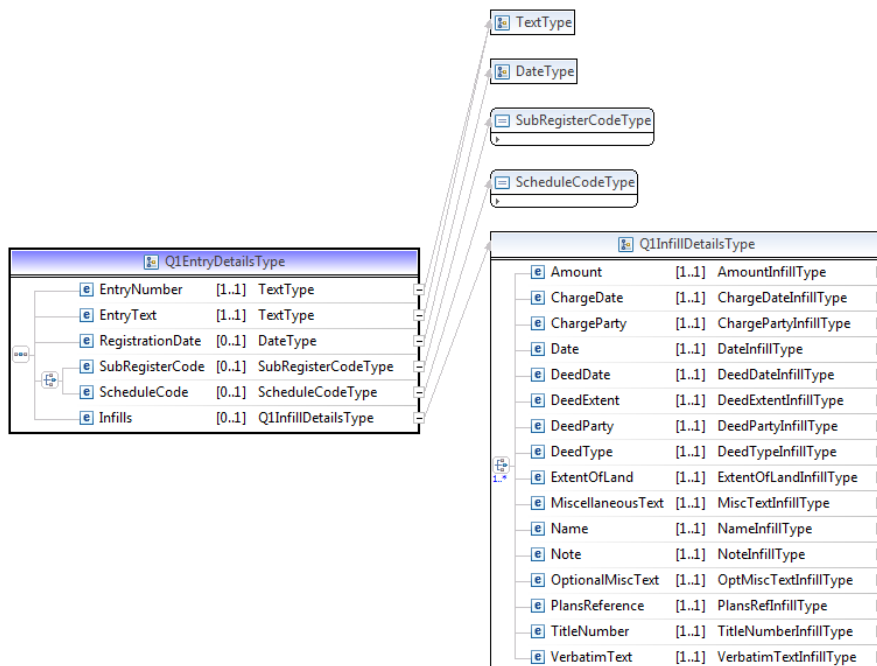 TextType
DateType
SubRegisterCodeType
ScheduleCodeType
Q1EntryDetailsType
e EntryNumber [1..1] TextType
e EntryText [1..1] TextType
e RegistrationDate [0..1] DateType
e SubRegisterCode [0..1] SubRegisterCodeType
e ScheduleCode [0..1] ScheduleCodeType
e Infills [0..1] Q1InfillDetailsType
Q1InfillDetailsType
1..*
e Amount [1..1] AmountInfillType
e ChargeDate [1..1] ChargeDateInfillType
e ChargeParty [1..1] ChargePartyInfillType
e Date [1..1] DateInfillType
e DeedDate [1..1] DeedDateInfillType
e DeedExtent [1..1] DeedExtentInfillType
e DeedParty [1..1] DeedPartyInfillType
e DeedType [1..1] DeedTypeInfillType
e ExtentOfLand [1..1] ExtentOfLandInfillType
e MiscellaneousText [1..1] MiscTextInfillType
e Name [1..1] NameInfillType
e Note [1..1] NoteInfillType
e OptionalMiscText [1..1] OptMiscTextInfillType
e PlansReference [1..1] PlansRefInfillType
e TitleNumber [1..1] TitleNumberInfillType
e VerbatimText [1..1] VerbatimTextInfillType